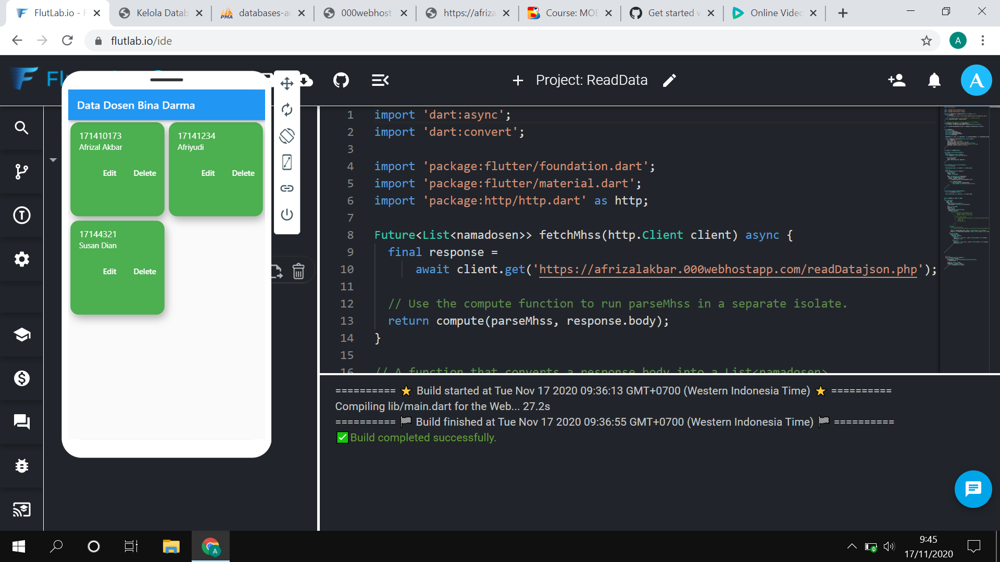 FlutLab.io - F
Kelola Datab
PMA
databases-au
000webhost
https://afriza
Course: MOB
Get started w
Online Video
flutlab.io/ide
A
Project: ReadData
A
Data Dosen Bina Darma
171410173
Afrizal Akbar
Edit Delete
17141234
Afriyudi
Edit Delete
17144321
Susan Dian
Edit Delete
1 import 'dart:async';
2 import 'dart:convert';
3
4 import 'package:flutter/foundation.dart';
5 import 'package:flutter/material.dart';
6 import 'package:http/http.dart' as http;
7
8 Future<List<namadosen>> fetchMhss(http.Client client) async {
9 final response =
10 await client.get('https://afrizalakbar.000webhostapp.com/readDatajson.php');
11
12 // Use the compute function to run parseMhss in a separate isolate.
13 return compute(parseMhss, response.body);
14 }
15
16 // A function that converts a response body into a List<namadosen>
========== ⭐ Build started at Tue Nov 17 2020 09:36:13 GMT+0700 (Western Indonesia Time) ⭐ ==========
Compiling lib/main.dart for the Web... 27.2s
========== 🏁 Build finished at Tue Nov 17 2020 09:36:55 GMT+0700 (Western Indonesia Time) 🏁 ==========
✅Build completed successfully.
A
9:45
17/11/2020